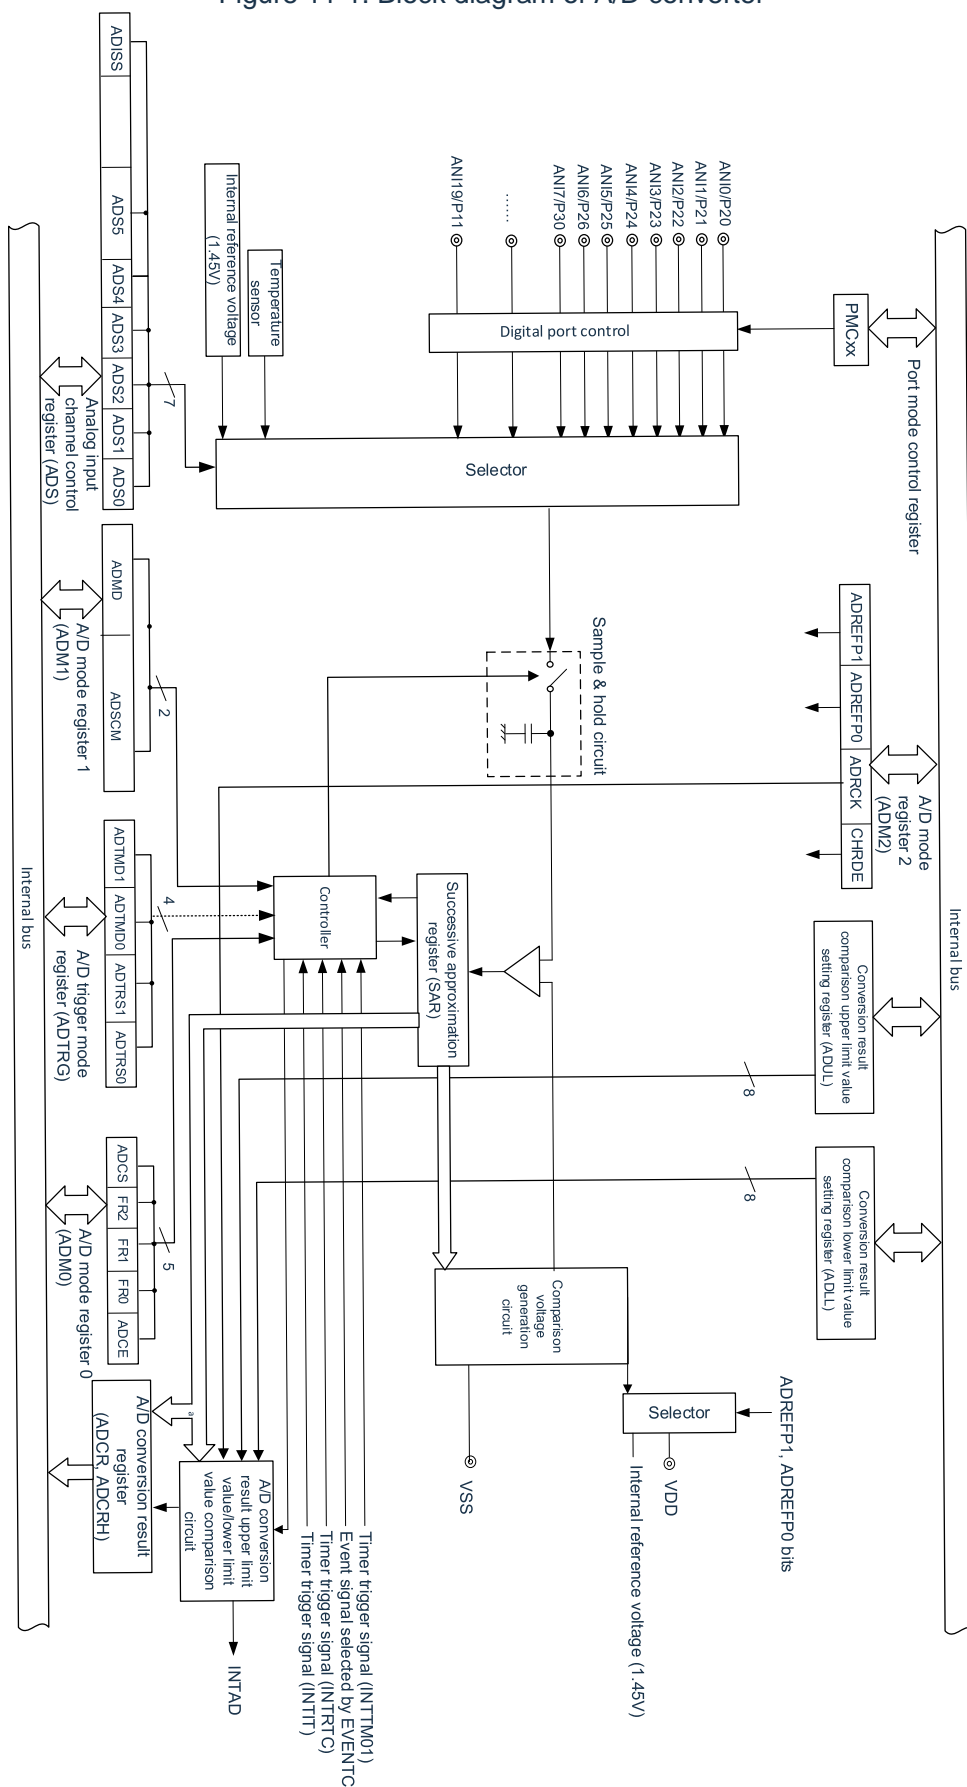 Figure 11-1: Block diagram of A/D converter
Internal bus
PMCxx
Port mode control register
ADREFP1
ADREFP0
ADRCK
CHRDE
A/D mode
register 2
(ADM2)
Conversion result
comparison upper limit value
setting register (ADUL)
Conversion result
comparison lower limit value
setting register (ADLL)
8
8
ADREFP1, ADREFP0 bits
ANI0/P20
ANI1/P21
ANI2/P22
ANI3/P23
ANI4/P24
ANI5/P25
ANI6/P26
ANI7/P30
......
ANI19/P11
Digital port control
Temperature
sensor
Internal reference voltage
(1.45V)
Selector
Sample & hold circuit
Successive approximation
register (SAR)
Controller
Comparison
voltage
generation
circuit
Selector
VDD
Internal reference voltage (1.45V)
VSS
Timer trigger signal (INTTM01)
Event signal selected by EVENTC
Timer trigger signal (INTRTC)
Timer trigger signal (INTIT)
A/D conversion
result upper limit
value/lower limit
value comparison
circuit
INTAD
A/D conversion result
register
(ADCR, ADCRH)
7
2
4
5
ADISS
ADS5
ADS4
ADS3
ADS2
ADS1
ADS0
Analog input
channel control
register (ADS)
ADMD
ADSCM
A/D mode register 1
(ADM1)
ADTMD1
ADTMD0
ADTRS1
ADTRS0
A/D trigger mode
register (ADTRG)
ADCS
FR2
FR1
FR0
ADCE
A/D mode register 0
(ADM0)
Internal bus